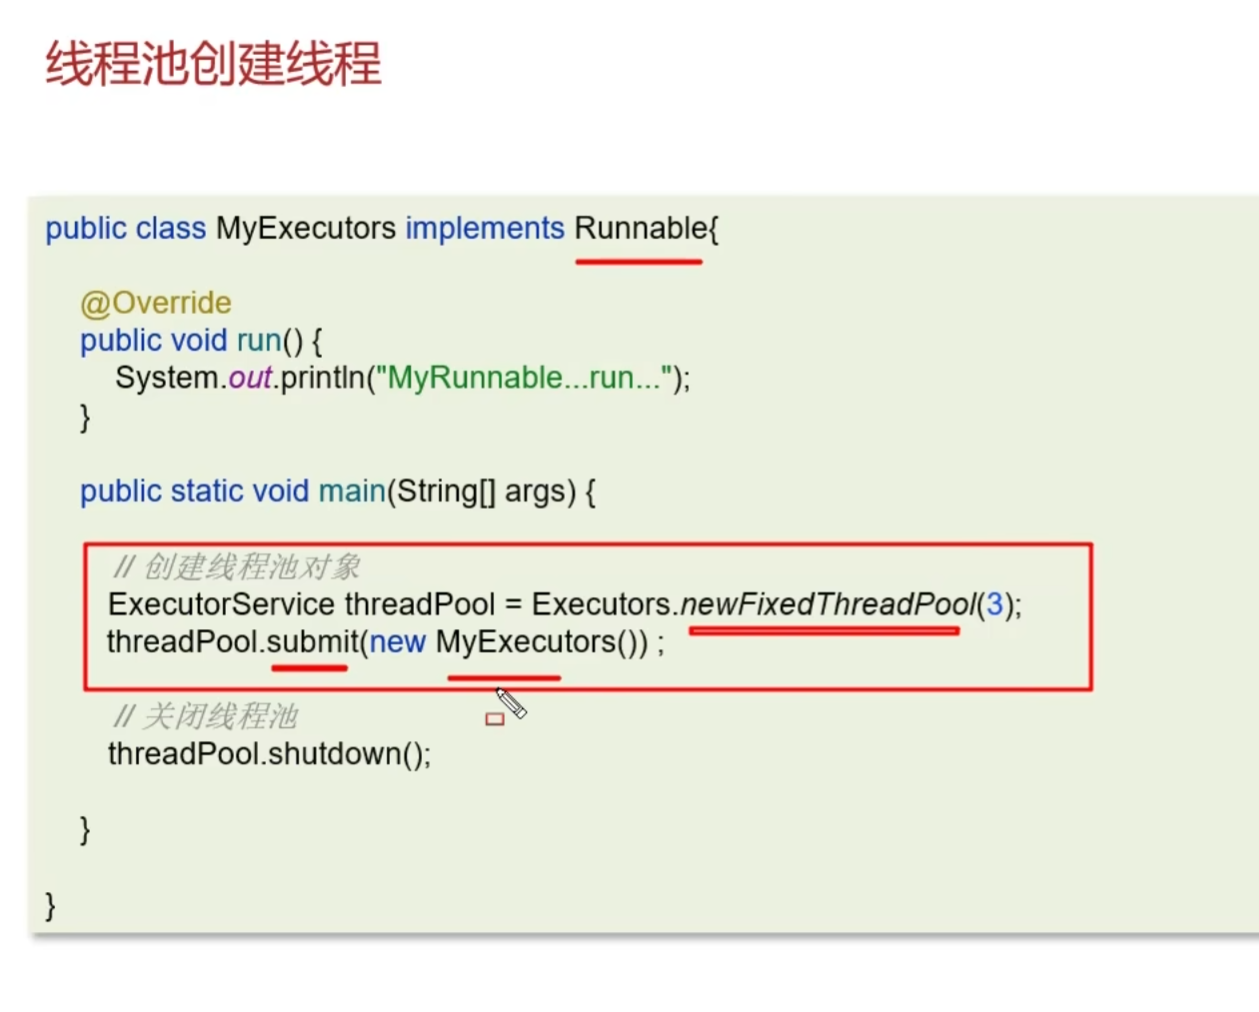 线程池创建线程
public class MyExecutors implements Runnable{
@Override
public void run() {
System.out.println("MyRunnable...run...");
}
public static void main(String[] args) {
// 创建线程池对象
ExecutorService threadPool = Executors.newFixedThreadPool(3);
threadPool.submit(new MyExecutors()) ;
// 关闭线程池
threadPool.shutdown();
}
}